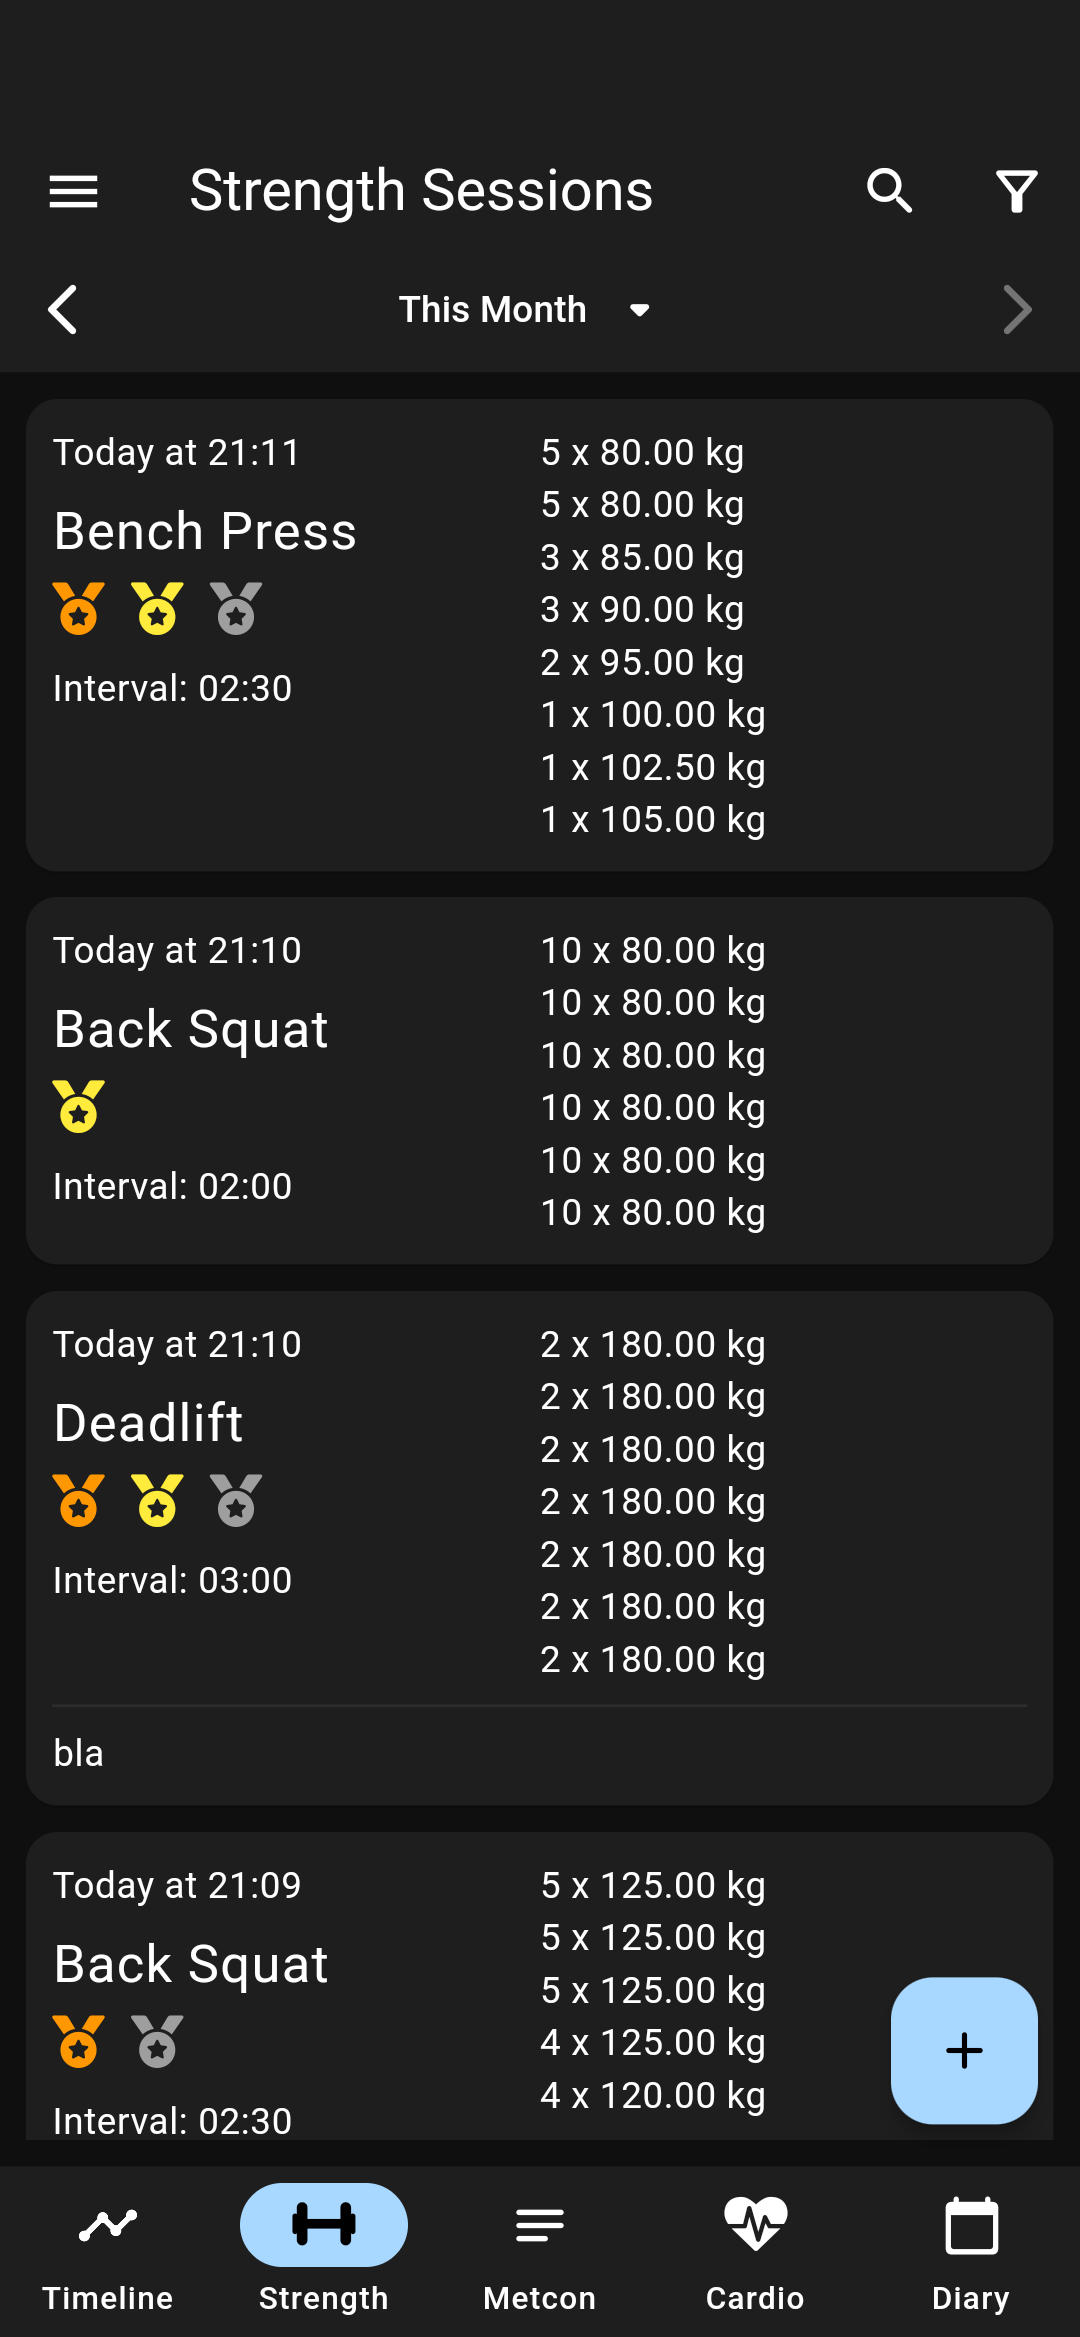 Strength Sessions
This Month
Today at 21:11
Bench Press
Interval: 02:30
5 x 80.00 kg
5 x 80.00 kg
3 x 85.00 kg
3 x 90.00 kg
2 x 95.00 kg
1 x 100.00 kg
1 x 102.50 kg
1 x 105.00 kg
Today at 21:10
Back Squat
Interval: 02:00
10 x 80.00 kg
10 x 80.00 kg
10 x 80.00 kg
10 x 80.00 kg
10 x 80.00 kg
10 x 80.00 kg
Today at 21:10
Deadlift
Interval: 03:00
2 x 180.00 kg
2 x 180.00 kg
2 x 180.00 kg
2 x 180.00 kg
2 x 180.00 kg
2 x 180.00 kg
2 x 180.00 kg
bla
Today at 21:09
Back Squat
Interval: 02:30
5 x 125.00 kg
5 x 125.00 kg
5 x 125.00 kg
4 x 125.00 kg
4 x 120.00 kg
Timeline
Strength
Metcon
Cardio
Diary